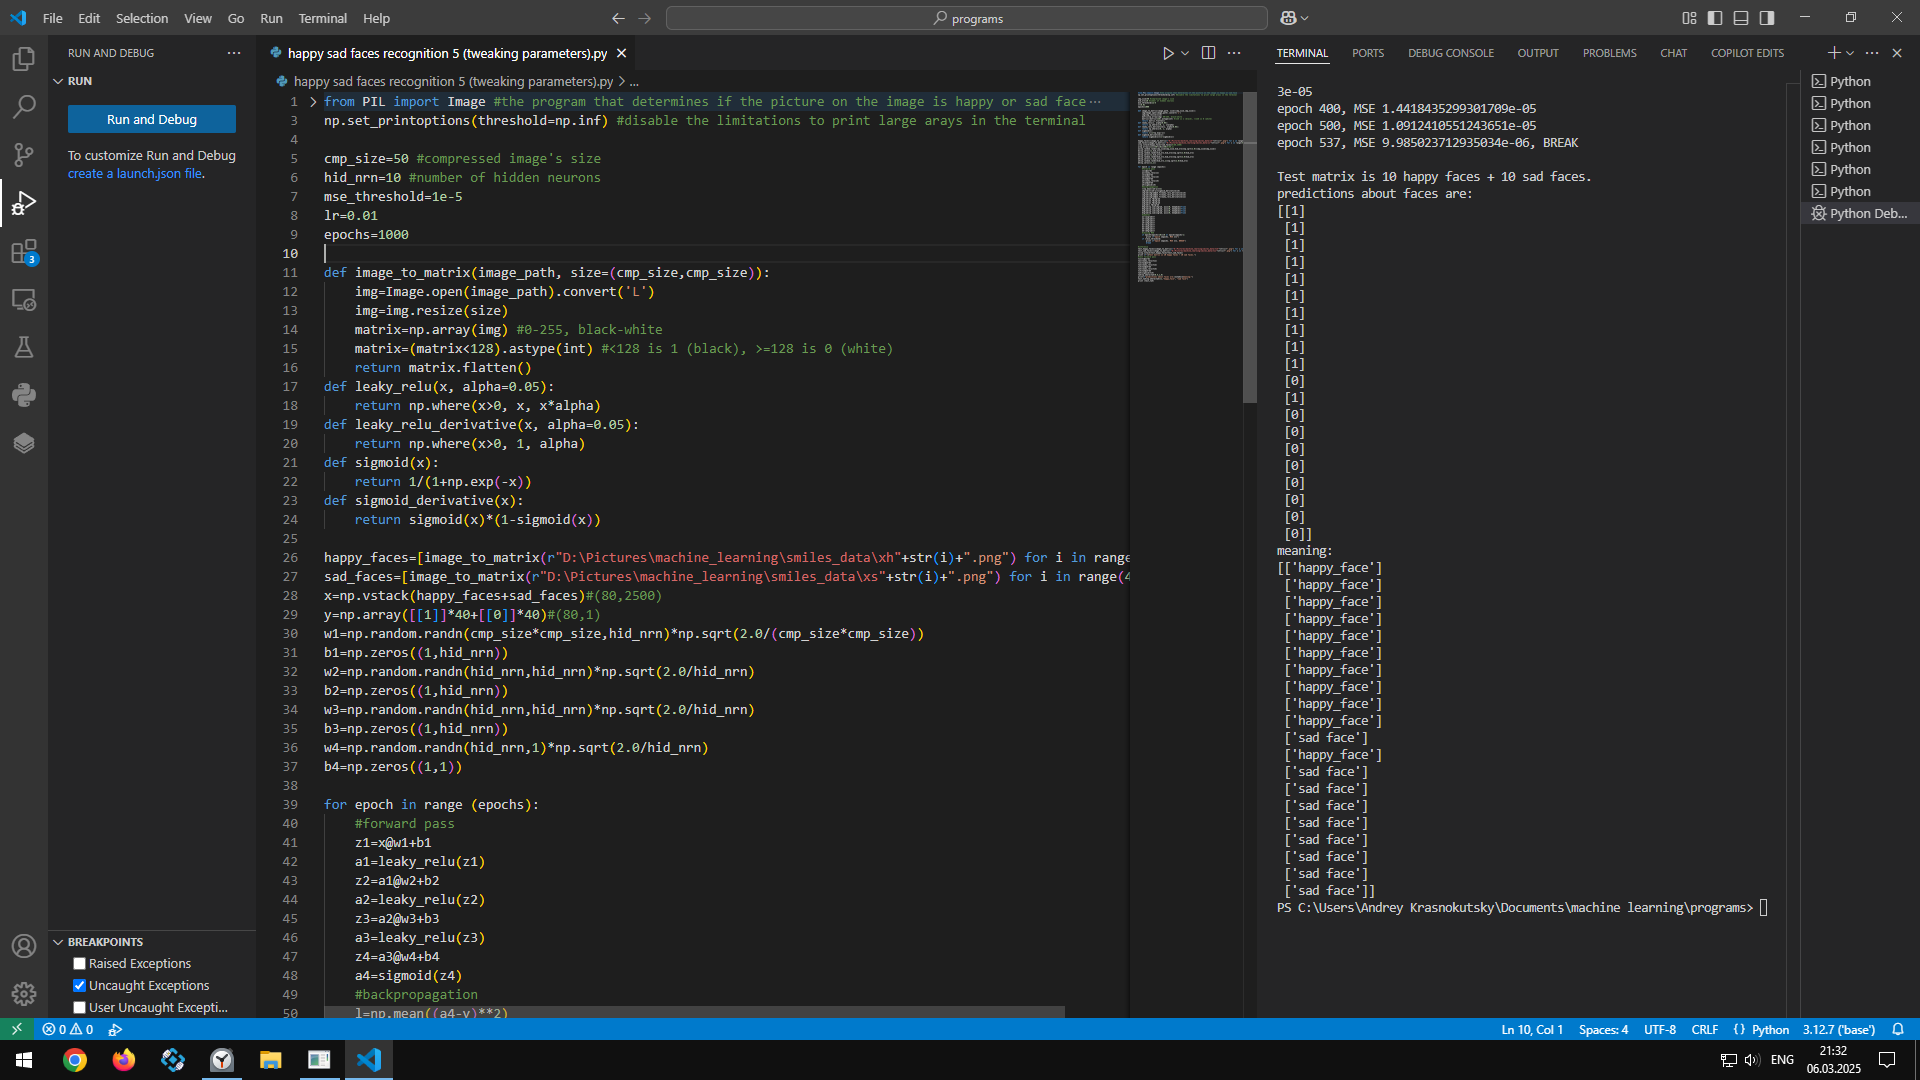 File Edit Selection View Go Run Terminal Help
programs
RUN AND DEBUG
RUN
Run and Debug
To customize Run and Debug
create a launch.json file.
3
BREAKPOINTS
Raised Exceptions
Uncaught Exceptions
User Uncaught Excepti...
happy sad faces recognition 5 (tweaking parameters).py
happy sad faces recognition 5 (tweaking parameters).py > ...
1 from PIL import Image #the program that determines if the picture on the image is happy or sad face ...
3 np.set_printoptions(threshold=np.inf) #disable the limitations to print large arays in the terminal
4
5 cmp_size=50 #compressed image's size
6 hid_nrn=10 #number of hidden neurons
7 mse_threshold=1e-5
8 lr=0.01
9 epochs=1000
10
11 def image_to_matrix(image_path, size=(cmp_size,cmp_size)):
12 img=Image.open(image_path).convert('L')
13 img=img.resize(size)
14 matrix=np.array(img) #0-255, black-white
15 matrix=(matrix<128).astype(int) #<128 is 1 (black), >=128 is 0 (white)
16 return matrix.flatten()
17 def leaky_relu(x, alpha=0.05):
18 return np.where(x>0, x, x*alpha)
19 def leaky_relu_derivative(x, alpha=0.05):
20 return np.where(x>0, 1, alpha)
21 def sigmoid(x):
22 return 1/(1+np.exp(-x))
23 def sigmoid_derivative(x):
24 return sigmoid(x)*(1-sigmoid(x))
25
26 happy_faces=[image_to_matrix(r"D:\Pictures\machine_learning\smiles_data\xh"+str(i)+".png") for i in range
27 sad_faces=[image_to_matrix(r"D:\Pictures\machine_learning\smiles_data\xs"+str(i)+".png") for i in range(4
28 x=np.vstack(happy_faces+sad_faces)#(80,2500)
29 y=np.array([[1]]*40+[[0]]*40)#(80,1)
30 w1=np.random.randn(cmp_size*cmp_size,hid_nrn)*np.sqrt(2.0/(cmp_size*cmp_size))
31 b1=np.zeros((1,hid_nrn))
32 w2=np.random.randn(hid_nrn,hid_nrn)*np.sqrt(2.0/hid_nrn)
33 b2=np.zeros((1,hid_nrn))
34 w3=np.random.randn(hid_nrn,hid_nrn)*np.sqrt(2.0/hid_nrn)
35 b3=np.zeros((1,hid_nrn))
36 w4=np.random.randn(hid_nrn,1)*np.sqrt(2.0/hid_nrn)
37 b4=np.zeros((1,1))
38
39 for epoch in range (epochs):
40 #forward pass
41 z1=x@w1+b1
42 a1=leaky_relu(z1)
43 z2=a1@w2+b2
44 a2=leaky_relu(z2)
45 z3=a2@w3+b3
46 a3=leaky_relu(z3)
47 z4=a3@w4+b4
48 a4=sigmoid(z4)
49 #backpropagation
50 l=np.mean((a4-y)**2)
TERMINAL PORTS DEBUG CONSOLE OUTPUT PROBLEMS CHAT COPILOT EDITS
3e-05
epoch 400, MSE 1.4418435299301709e-05
epoch 500, MSE 1.0912410551243651e-05
epoch 537, MSE 9.985023712935034e-06, BREAK
Test matrix is 10 happy faces + 10 sad faces.
predictions about faces are:
[[1]
[1]
[1]
[1]
[1]
[1]
[1]
[1]
[1]
[1]
[0]
[1]
[0]
[0]
[0]
[0]
[0]
[0]
[0]
[0]]
meaning:
[['happy_face']
['happy_face']
['happy_face']
['happy_face']
['happy_face']
['happy_face']
['happy_face']
['happy_face']
['happy_face']
['happy_face']
['sad face']
['happy_face']
['sad face']
['sad face']
['sad face']
['sad face']
['sad face']
['sad face']
['sad face']
['sad face']]
PS C:\Users\Andrey Krasnokutsky\Documents\machine learning\programs>
Python
Python
Python
Python
Python
Python
Python Deb...
0 0
Ln 10, Col 1 Spaces: 4 UTF-8 CRLF {} Python 3.12.7 ('base')
ENG
21:32
06.03.2025